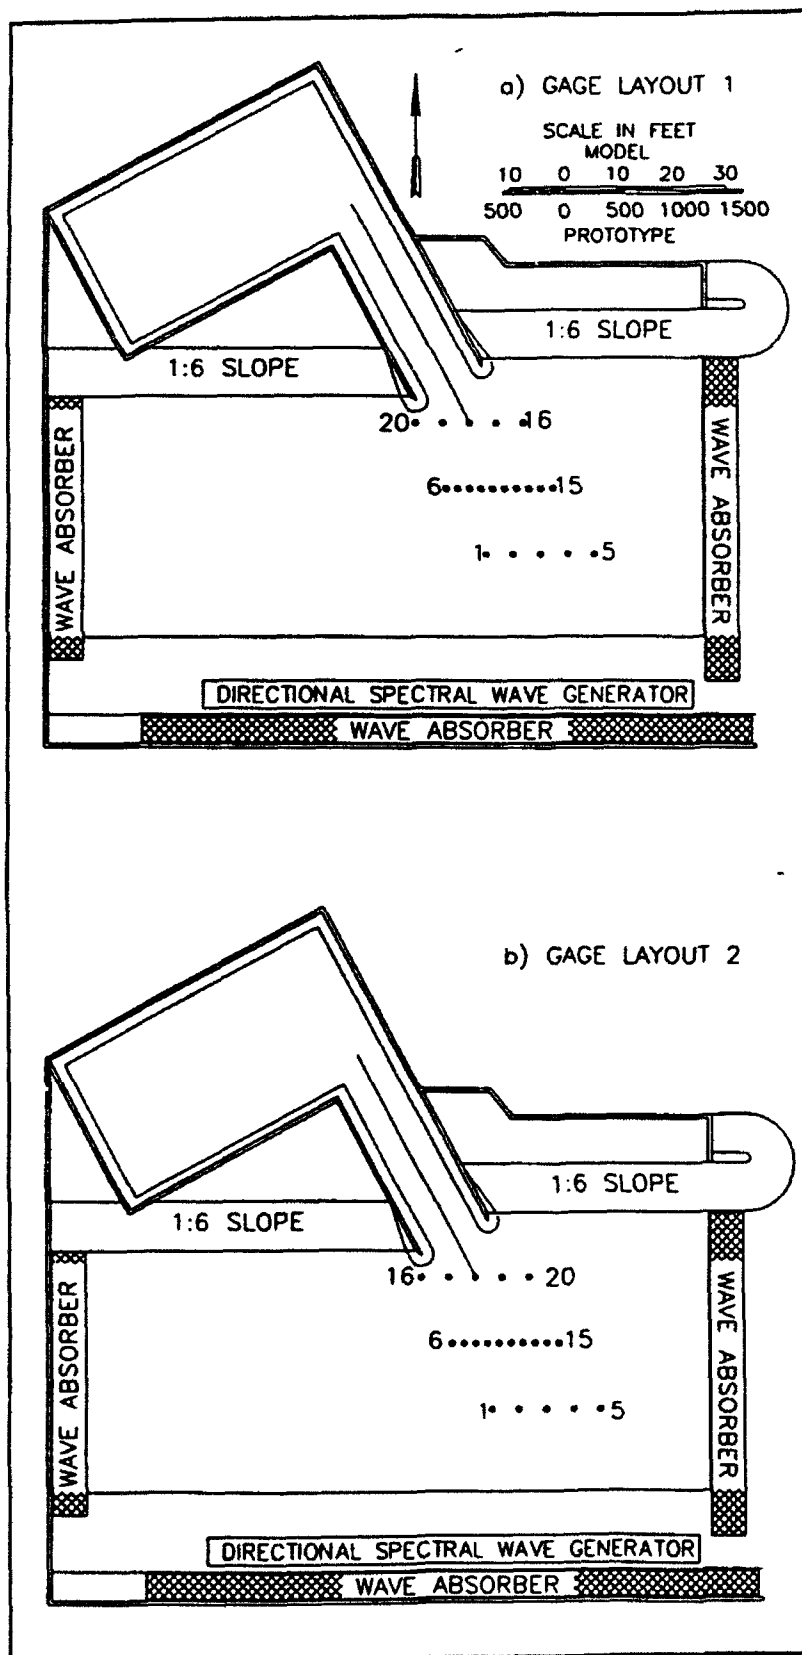 a) GAGE LAYOUT 1
SCALE IN FEET
MODEL
10 0 10 20 30
500 0 500 1000 1500
PROTOTYPE
1:6 SLOPE
1:6 SLOPE
20 16
6 15
1 5
WAVE ABSORBER
WAVE ABSORBER
DIRECTIONAL SPECTRAL WAVE GENERATOR
WAVE ABSORBER
b) GAGE LAYOUT 2
1:6 SLOPE
1:6 SLOPE
16 20
6 15
1 5
WAVE ABSORBER
WAVE ABSORBER
DIRECTIONAL SPECTRAL WAVE GENERATOR
WAVE ABSORBER